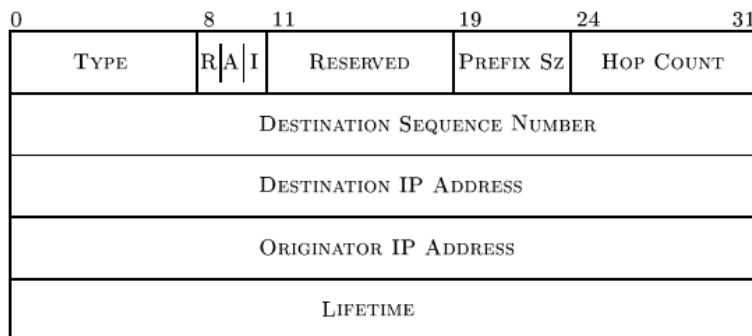 0 8 11 19 24 31
TYPE R A I RESERVED PREFIX SZ HOP COUNT
DESTINATION SEQUENCE NUMBER
DESTINATION IP ADDRESS
ORIGINATOR IP ADDRESS
LIFETIME